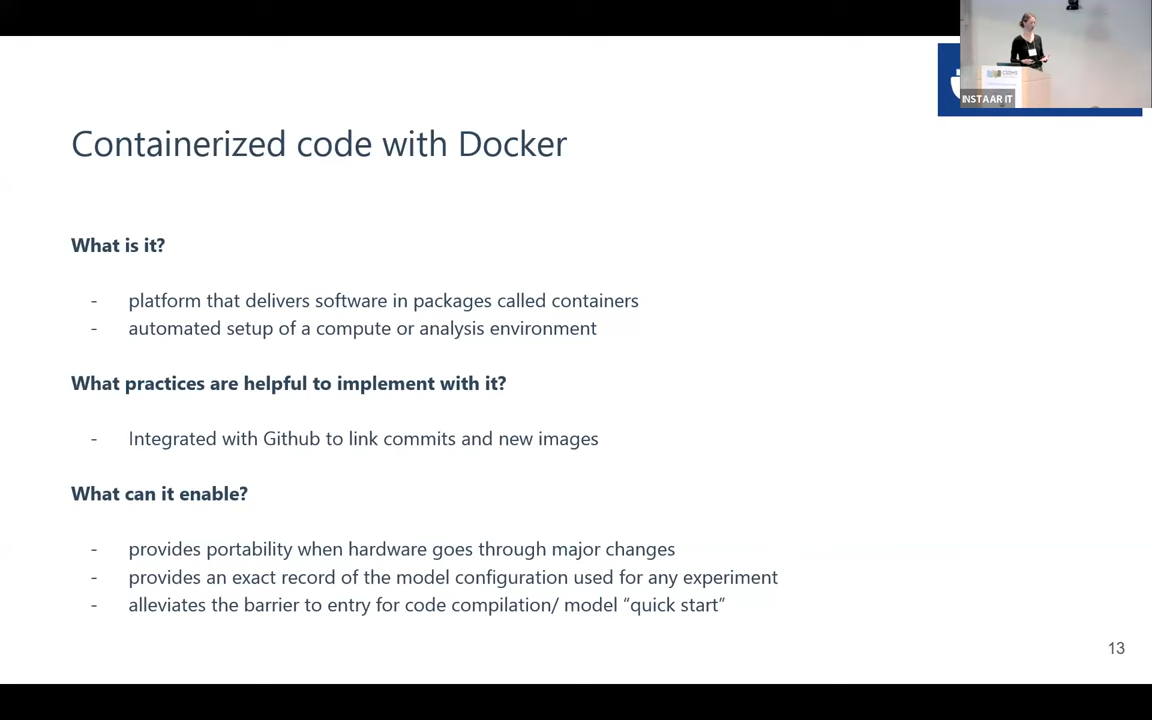 INSTAAR IT
Containerized code with Docker
What is it?
- platform that delivers software in packages called containers
- automated setup of a compute or analysis environment
What practices are helpful to implement with it?
- Integrated with Github to link commits and new images
What can it enable?
- provides portability when hardware goes through major changes
- provides an exact record of the model configuration used for any experiment
- alleviates the barrier to entry for code compilation/ model “quick start”
13